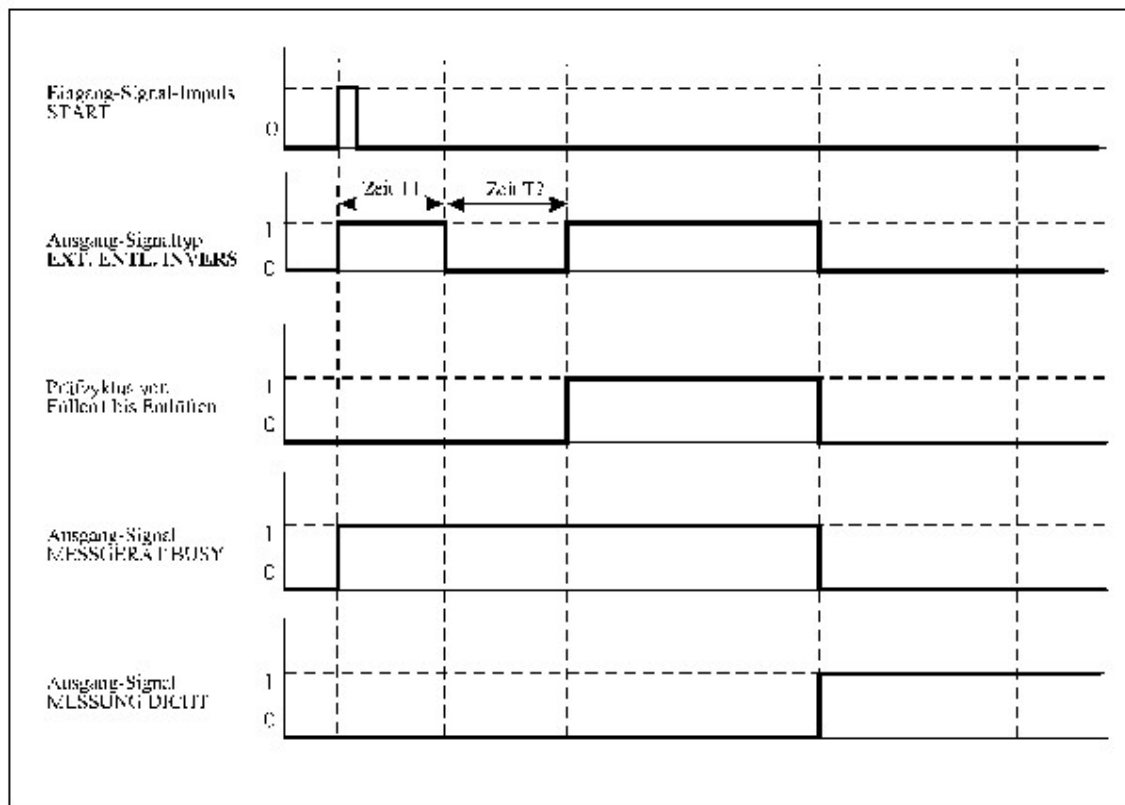 Eingang-Signal-Impuls
START
0
Zeit T1
Zeit T2
Ausgang-Signaltyp
EXT. ENTL. INVERS
1
0
Prüfzyklus von
Füllen1 bis Entlüften
1
0
Ausgang-Signal
MESSGERÄT BUSY
1
0
Ausgang-Signal
MESSUNG DICHT
1
0